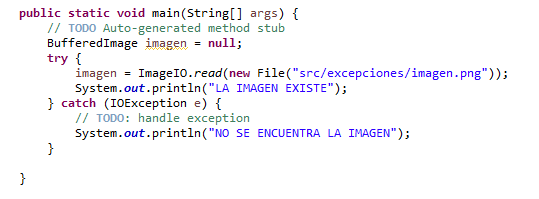 public static void main(String[] args) {
// TODO Auto-generated method stub
BufferedImage imagen = null;
try {
imagen = ImageIO.read(new File("src/excepciones/imagen.png"));
System.out.println("LA IMAGEN EXISTE");
} catch (IOException e) {
// TODO: handle exception
System.out.println("NO SE ENCUENTRA LA IMAGEN");
}
}